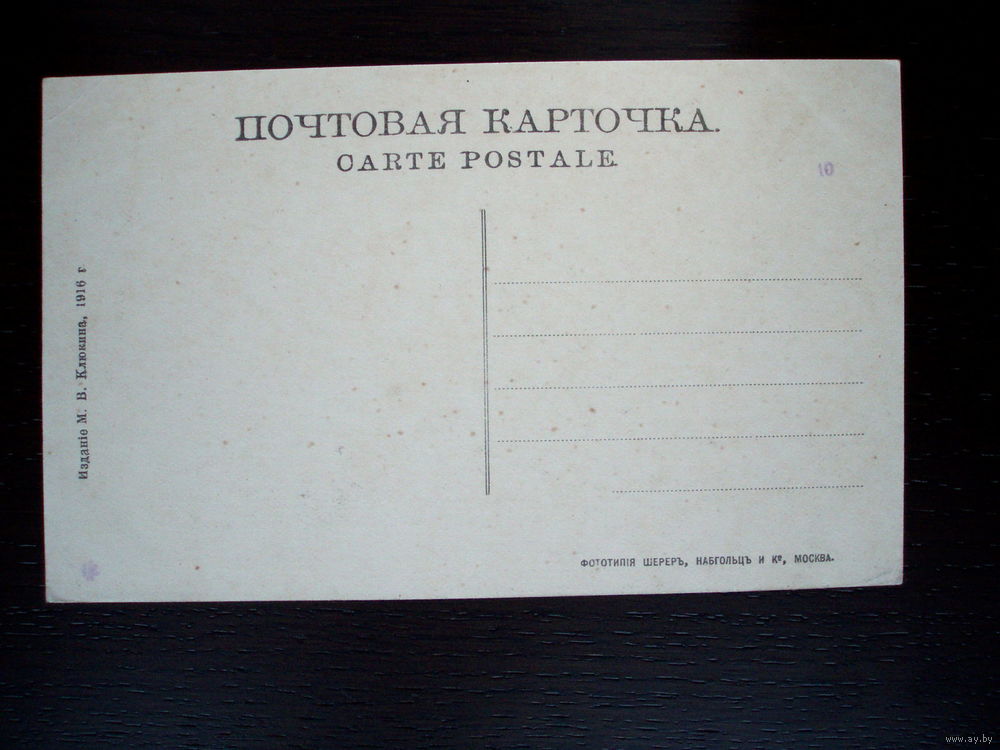 ПОЧТОВАЯ КАРТОЧКА.
CARTE POSTALE.
10
Изданіе М. В. Клюкина, 1916 г
ФОТОТИПІЯ ШЕРЕРЪ, НАБГОЛЬЦЪ И Кº, МОСКВА.
www.ay.by